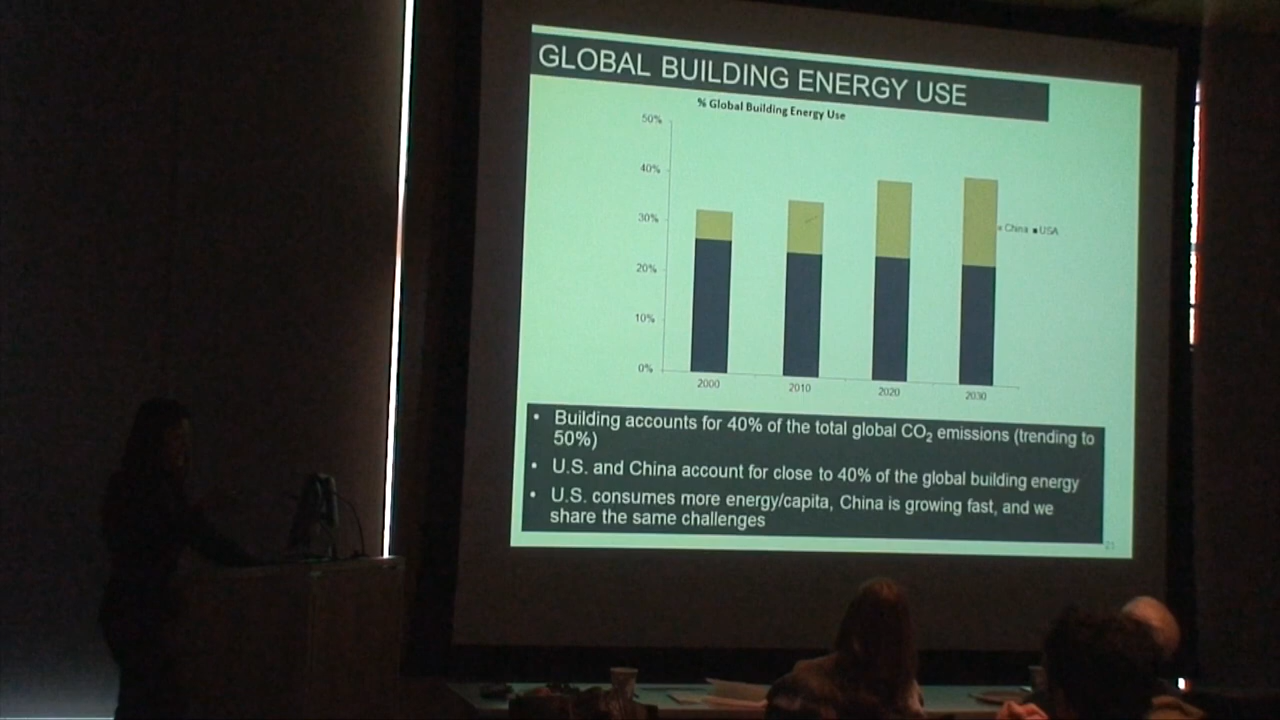 GLOBAL BUILDING ENERGY USE
% Global Building Energy Use
50%
40%
30%
20%
10%
0%
2000 2010 2020 2030
China USA
• Building accounts for 40% of the total global CO₂ emissions (trending to
50%)
• U.S. and China account for close to 40% of the global building energy
• U.S. consumes more energy/capita, China is growing fast, and we
share the same challenges
21